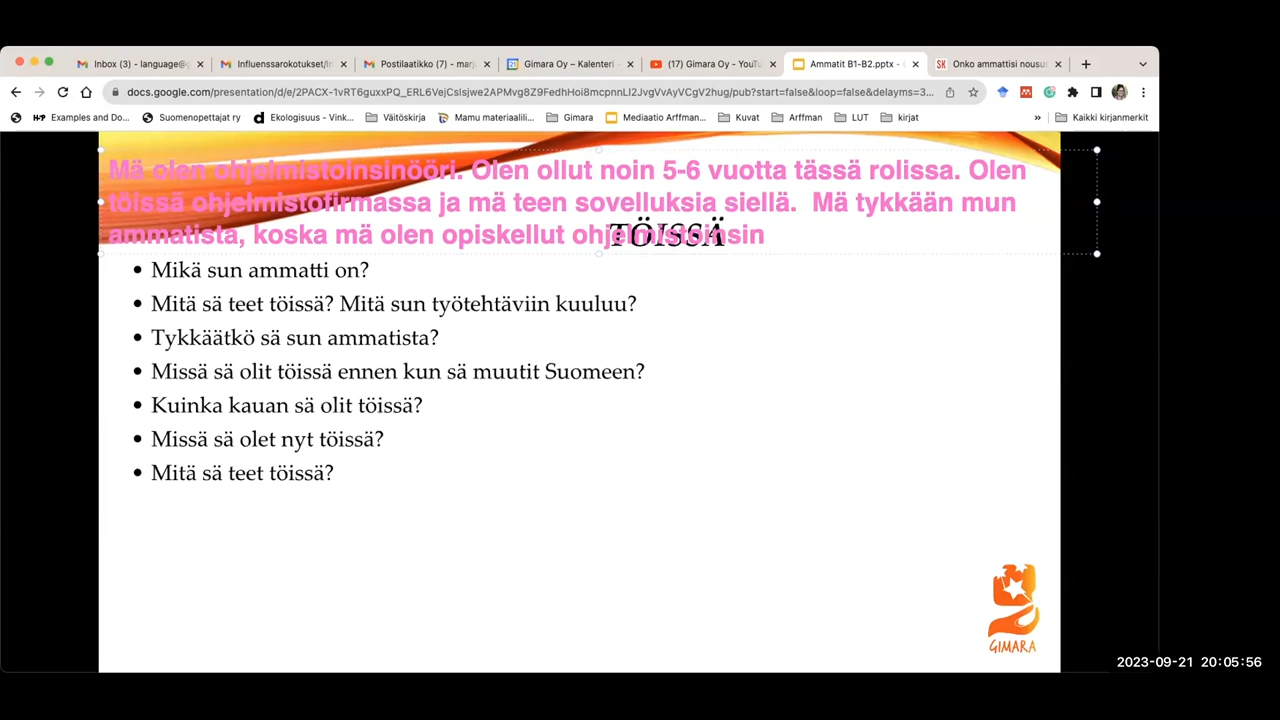 Inbox (3) - language@g
Influenssarokotukset/In
Postilaatikko (7) - marj
Gimara Oy – Kalenteri -
(17) Gimara Oy - YouTu
Ammatit B1-B2.pptx - G
Onko ammattisi nousus
docs.google.com/presentation/d/e/2PACX-1vRT6guxxPQ_ERL6VejCsIsjwe2APMvg8Z9FedhHoi8mcpnnLI2JvgVvAyVCgV2hug/pub?start=false&loop=false&delayms=3...
Examples and Do...
Suomenopettajat ry
Ekologisuus - Vink...
Väitöskirja
Mamu materiaalili...
Gimara
Mediaatio Arffman...
Kuvat
Arffman
LUT
kirjat
»
Kaikki kirjanmerkit
Mä olen ohjelmistoinsinööri. Olen ollut noin 5-6 vuotta tässä rolissa. Olen
töissä ohjelmistofirmassa ja mä teen sovelluksia siellä. Mä tykkään mun
ammatista, koska mä olen opiskellut ohjelmistoinsin
TÖISSÄ
• Mikä sun ammatti on?
• Mitä sä teet töissä? Mitä sun työtehtäviin kuuluu?
• Tykkäätkö sä sun ammatista?
• Missä sä olit töissä ennen kun sä muutit Suomeen?
• Kuinka kauan sä olit töissä?
• Missä sä olet nyt töissä?
• Mitä sä teet töissä?
GIMARA
2023-09-21 20:05:56